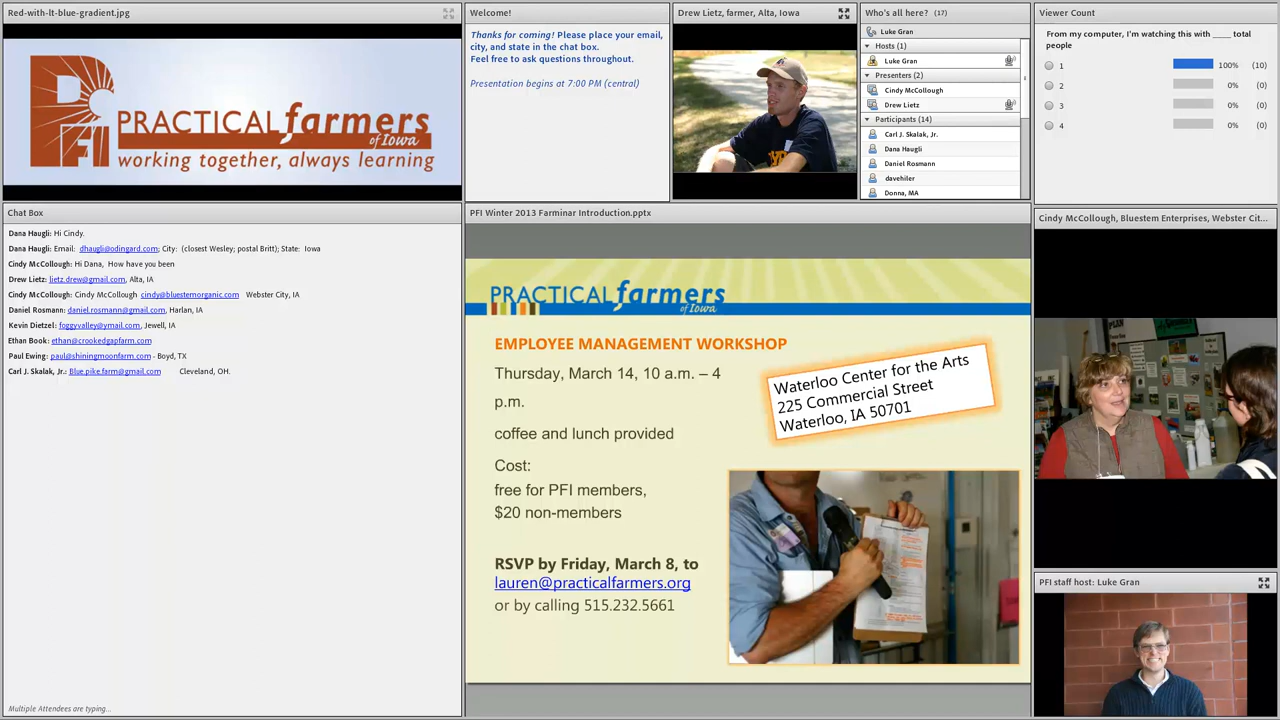 Red-with-lt-blue-gradient.jpg
PFI
PRACTICAL farmers
of Iowa
working together, always learning
Welcome!
Thanks for coming! Please place your email,
city, and state in the chat box.
Feel free to ask questions throughout.
Presentation begins at 7:00 PM (central)
Drew Lietz, farmer, Alta, Iowa
Who's all here? (17)
Luke Gran
Hosts (1)
Luke Gran
Presenters (2)
Cindy McCollough
Drew Lietz
Participants (14)
Carl J. Skalak, Jr.
Dana Haugli
Daniel Rosmann
davehiler
Donna, MA
Viewer Count
From my computer, I'm watching this with ____ total
people
1 100% (10)
2 0% (0)
3 0% (0)
4 0% (0)
Chat Box
Dana Haugli: Hi Cindy.
Dana Haugli: Email: dhaugli@odingard.com; City: (closest Wesley; postal Britt); State: Iowa
Cindy McCollough: Hi Dana, How have you been
Drew Lietz: lietz.drew@gmail.com, Alta, IA
Cindy McCollough: Cindy McCollough cindy@bluestemorganic.com Webster City, IA
Daniel Rosmann: daniel.rosmann@gmail.com, Harlan, IA
Kevin Dietzel: foggyvalley@ymail.com, Jewell, IA
Ethan Book: ethan@crookedgapfarm.com
Paul Ewing: paul@shiningmoonfarm.com - Boyd, TX
Carl J. Skalak, Jr.: Blue.pike.farm@gmail.com Cleveland, OH.
Multiple Attendees are typing...
PFI Winter 2013 Farminar Introduction.pptx
PRACTICAL farmers
of Iowa
EMPLOYEE MANAGEMENT WORKSHOP
Thursday, March 14, 10 a.m. – 4
p.m.
coffee and lunch provided
Cost:
free for PFI members,
$20 non-members
RSVP by Friday, March 8, to
lauren@practicalfarmers.org
or by calling 515.232.5661
Waterloo Center for the Arts
225 Commercial Street
Waterloo, IA 50701
Cindy McCollough, Bluestem Enterprises, Webster Cit...
PLAN
PFI staff host: Luke Gran